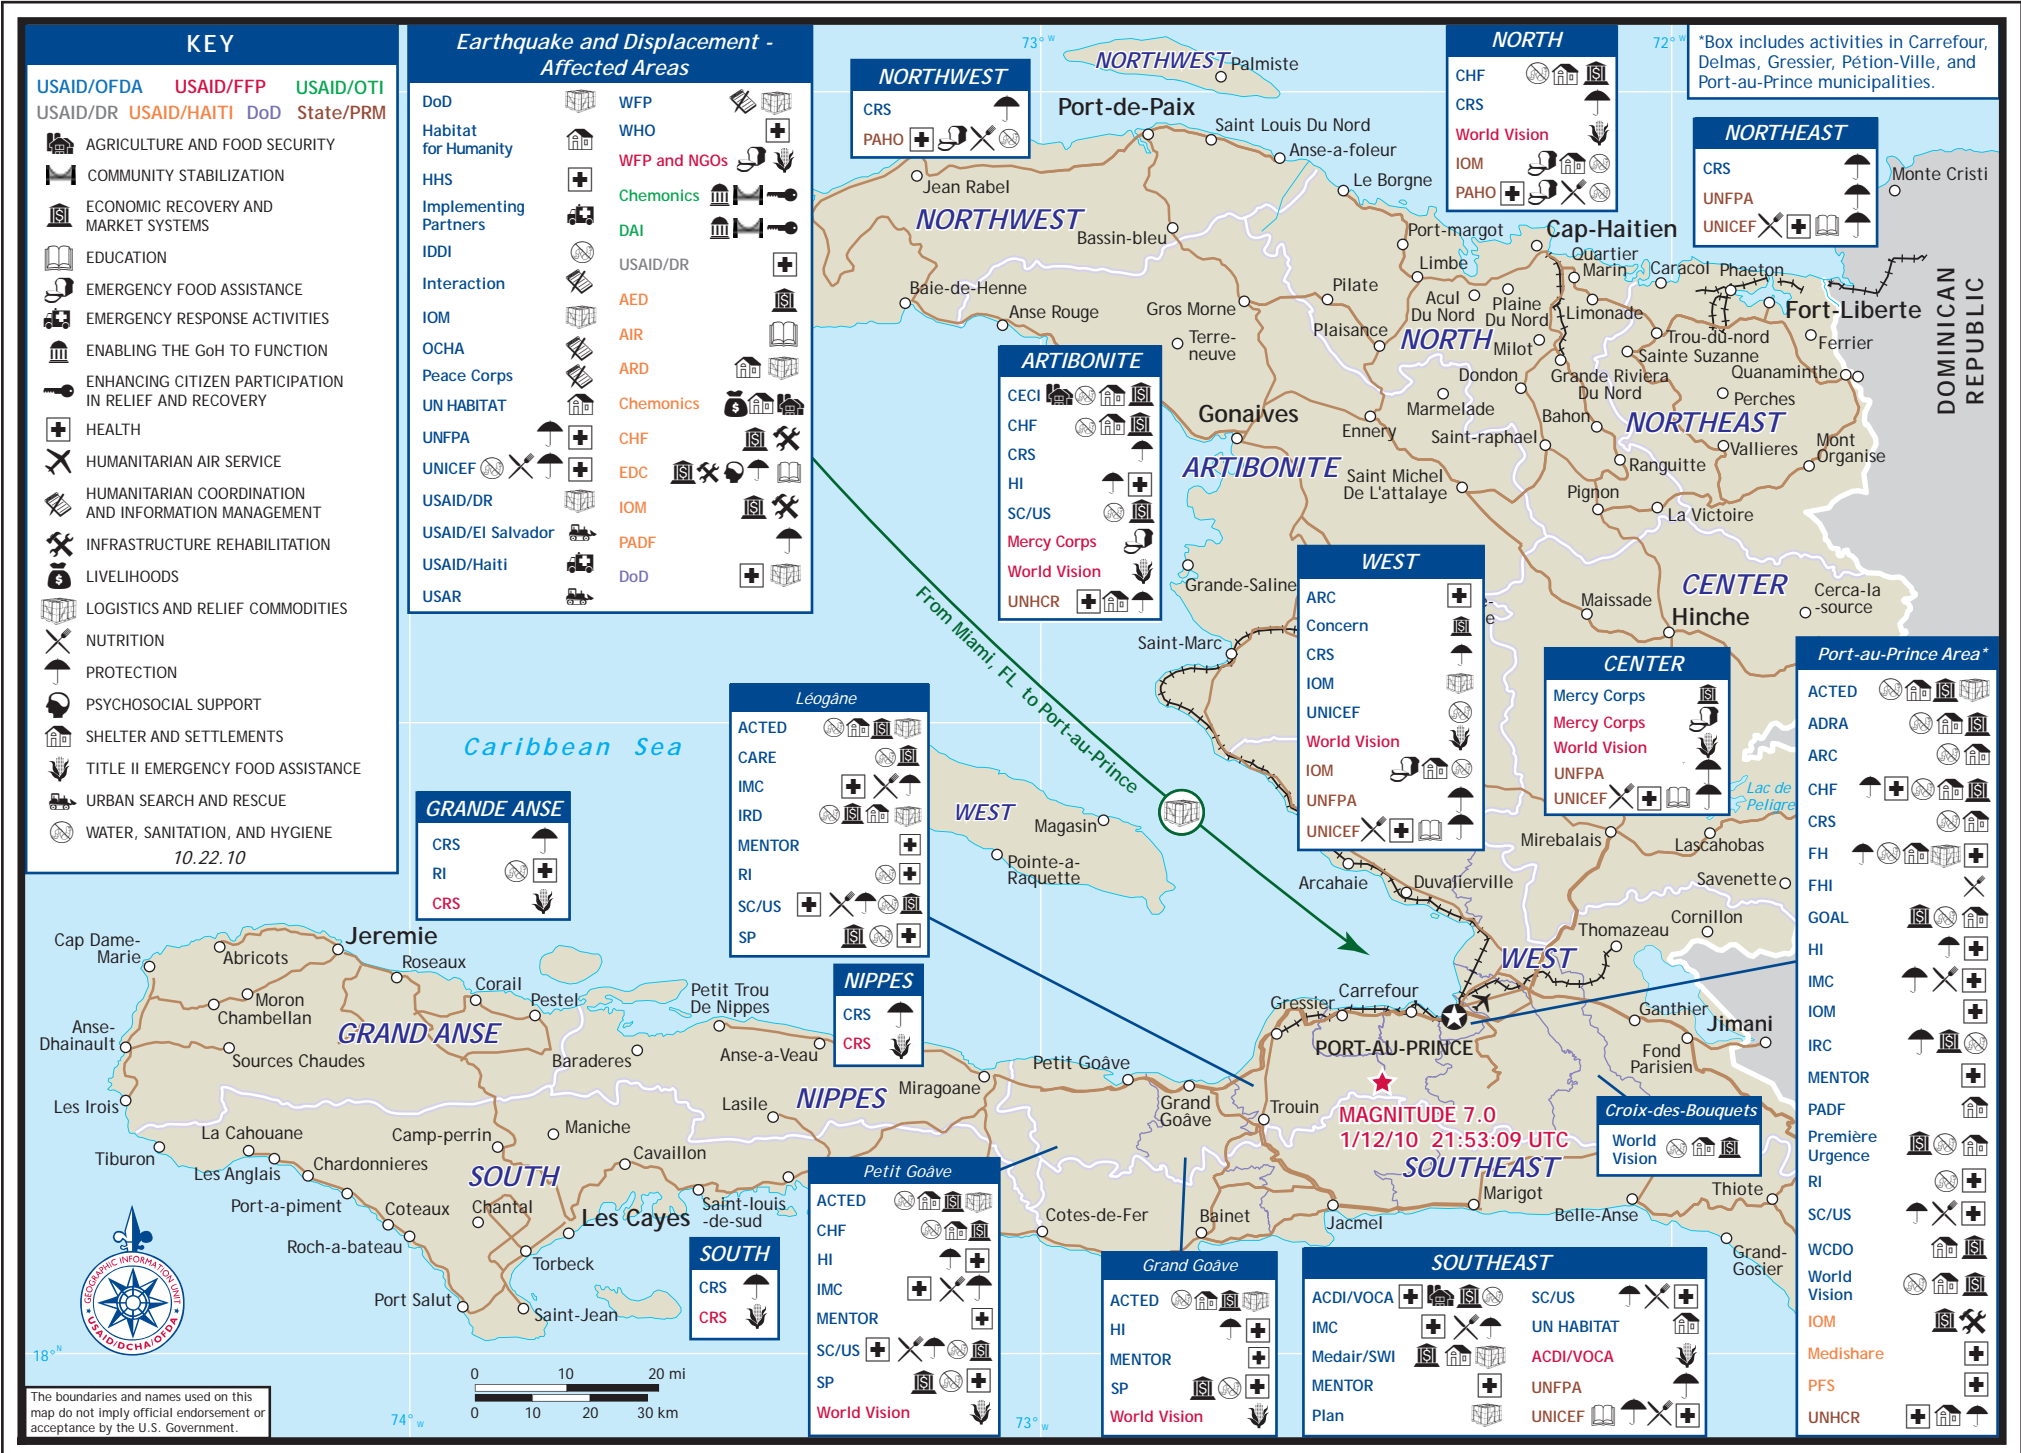 KEY
USAID/OFDA USAID/FFP USAID/OTI
USAID/DR USAID/HAITI DoD State/PRM
AGRICULTURE AND FOOD SECURITY
COMMUNITY STABILIZATION
ECONOMIC RECOVERY AND
MARKET SYSTEMS
EDUCATION
EMERGENCY FOOD ASSISTANCE
EMERGENCY RESPONSE ACTIVITIES
ENABLING THE GoH TO FUNCTION
ENHANCING CITIZEN PARTICIPATION
IN RELIEF AND RECOVERY
HEALTH
HUMANITARIAN AIR SERVICE
HUMANITARIAN COORDINATION
AND INFORMATION MANAGEMENT
INFRASTRUCTURE REHABILITATION
LIVELIHOODS
LOGISTICS AND RELIEF COMMODITIES
NUTRITION
PROTECTION
PSYCHOSOCIAL SUPPORT
SHELTER AND SETTLEMENTS
TITLE II EMERGENCY FOOD ASSISTANCE
URBAN SEARCH AND RESCUE
WATER, SANITATION, AND HYGIENE
10.22.10
Earthquake and Displacement -
Affected Areas
DoD
Habitat
for Humanity
HHS
Implementing
Partners
IDDI
Interaction
IOM
OCHA
Peace Corps
UN HABITAT
UNFPA
UNICEF
USAID/DR
USAID/El Salvador
USAID/Haiti
USAR
WFP
WHO
WFP and NGOs
Chemonics
DAI
USAID/DR
AED
AIR
ARD
Chemonics
CHF
EDC
IOM
PADF
DoD
NORTHWEST
CRS
PAHO
NORTH
CHF
CRS
World Vision
IOM
PAHO
*Box includes activities in Carrefour,
Delmas, Gressier, Pétion-Ville, and
Port-au-Prince municipalities.
NORTHEAST
CRS
UNFPA
UNICEF
ARTIBONITE
CECI
CHF
CRS
HI
SC/US
Mercy Corps
World Vision
UNHCR
WEST
ARC
Concern
CRS
IOM
UNICEF
World Vision
IOM
UNFPA
UNICEF
CENTER
Mercy Corps
Mercy Corps
World Vision
UNFPA
UNICEF
Port-au-Prince Area*
ACTED
ADRA
ARC
CHF
CRS
FH
FHI
GOAL
HI
IMC
IOM
IRC
MENTOR
PADF
Première
Urgence
RI
SC/US
WCDO
World
Vision
IOM
Medishare
PFS
UNHCR
Léogâne
ACTED
CARE
IMC
IRD
MENTOR
RI
SC/US
SP
GRANDE ANSE
CRS
RI
CRS
NIPPES
CRS
CRS
SOUTH
CRS
CRS
Petit Goâve
ACTED
CHF
HI
IMC
MENTOR
SC/US
SP
World Vision
Grand Goâve
ACTED
HI
MENTOR
SP
World Vision
SOUTHEAST
ACDI/VOCA
IMC
Medair/SWI
MENTOR
Plan
SC/US
UN HABITAT
ACDI/VOCA
UNFPA
UNICEF
Croix-des-Bouquets
World
Vision
73° W
72° W
NORTHWEST
Palmiste
Port-de-Paix
Saint Louis Du Nord
Anse-a-foleur
Le Borgne
Jean Rabel
NORTHWEST
Bassin-bleu
Port-margot
Cap-Haitien
Monte Cristi
Limbe
Quartier
Marin
Caracol
Phaeton
Baie-de-Henne
Anse Rouge
Gros Morne
Pilate
Acul
Du Nord
Plaine
Du Nord
Limonade
Fort-Liberte
DOMINICAN
REPUBLIC
Terre-
neuve
Plaisance
NORTH
Milot
Trou-du-nord
Sainte Suzanne
Ferrier
Quanaminthe
Dondon
Grande Riviera
Du Nord
Perches
Marmelade
Bahon
NORTHEAST
Gonaives
Ennery
Saint-raphael
Ranguitte
Vallieres
Mont
Organise
ARTIBONITE
Saint Michel
De L'attalaye
Pignon
La Victoire
Grande-Saline
CENTER
Cerca-la
-source
Maissade
Hinche
Saint-Marc
From Miami, FL to Port-au-Prince
Caribbean Sea
WEST
Magasin
Pointe-a-
Raquette
Lac de
Peligre
Mirebalais
Lascahobas
Savenette
Arcahaie
Duvalierville
Cornillon
Thomazeau
WEST
Cap Dame-
Marie
Abricots
Jeremie
Roseaux
Corail
Pestel
Moron
Chambellan
Anse-
Dhainault
GRAND ANSE
Sources Chaudes
Baraderes
Petit Trou
De Nippes
Anse-a-Veau
Gressier
Carrefour
PORT-AU-PRINCE
Ganthier
Jimani
Fond
Parisien
Petit Goâve
Miragoane
NIPPES
Lasile
Grand
Goâve
Trouin
MAGNITUDE 7.0
1/12/10 21:53:09 UTC
SOUTHEAST
Les Irois
Tiburon
La Cahouane
Les Anglais
Camp-perrin
Maniche
Cavaillon
Chardonnieres
SOUTH
Port-a-piment
Coteaux
Chantal
Roch-a-bateau
Les Cayes
Saint-louis
-de-sud
Torbeck
Port Salut
Saint-Jean
Cotes-de-Fer
Bainet
Jacmel
Marigot
Belle-Anse
Thiote
Grand-
Gosier
GEOGRAPHIC INFORMATION UNIT
USAID/DCHA/OFDA
18° N
74° W
73° W
0 10 20 mi
0 10 20 30 km
The boundaries and names used on this
map do not imply official endorsement or
acceptance by the U.S. Government.